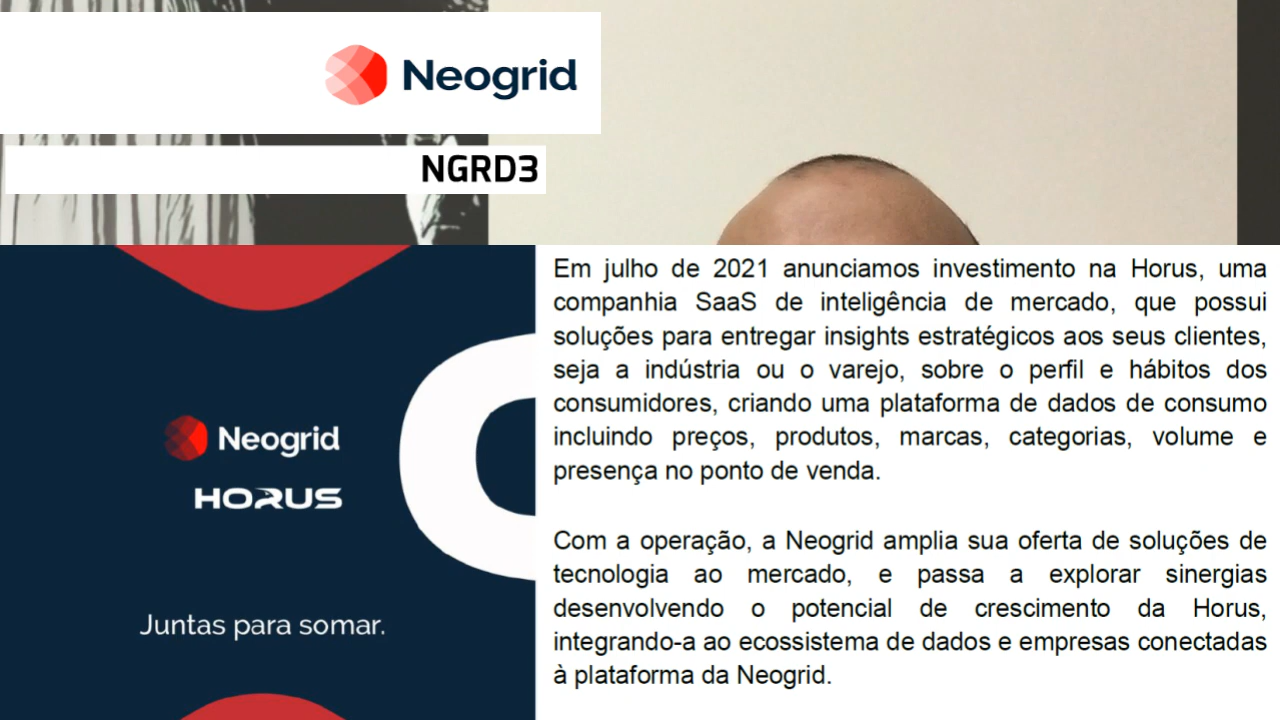 Neogrid
NGRD3
Neogrid
HORUS
Juntas para somar.
Em julho de 2021 anunciamos investimento na Horus, uma
companhia SaaS de inteligência de mercado, que possui
soluções para entregar insights estratégicos aos seus clientes,
seja a indústria ou o varejo, sobre o perfil e hábitos dos
consumidores, criando uma plataforma de dados de consumo
incluindo preços, produtos, marcas, categorias, volume e
presença no ponto de venda.
Com a operação, a Neogrid amplia sua oferta de soluções de
tecnologia ao mercado, e passa a explorar sinergias
desenvolvendo o potencial de crescimento da Horus,
integrando-a ao ecossistema de dados e empresas conectadas
à plataforma da Neogrid.